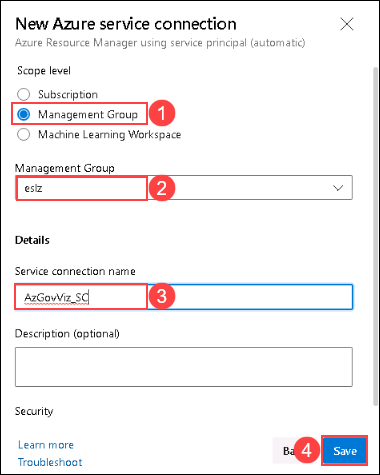 New Azure service connection
Azure Resource Manager using service principal (automatic)
Scope level
Subscription
Management Group
1
Machine Learning Workspace
Management Group
eslz
2
Details
Service connection name
AzGovViz_SC
3
Description (optional)
Security
Learn more
Troubleshoot
4
Save